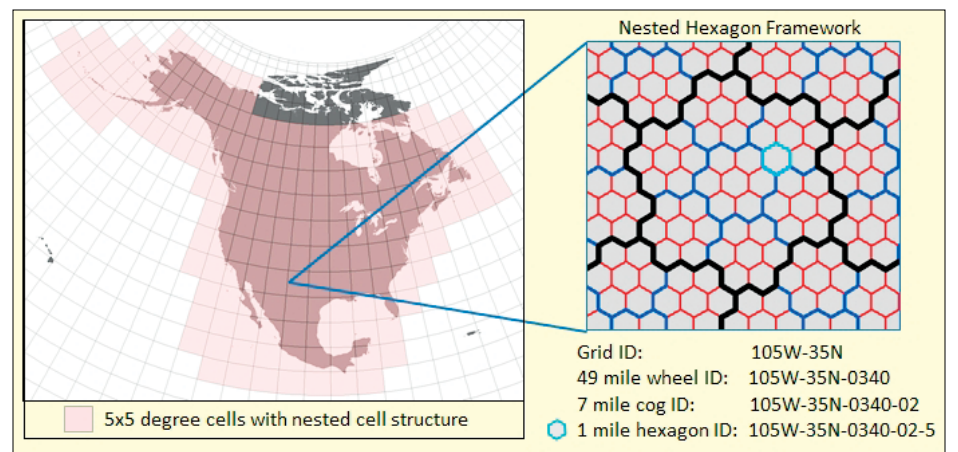 Nested Hexagon Framework
Grid ID: 105W-35N
49 mile wheel ID: 105W-35N-0340
7 mile cog ID: 105W-35N-0340-02
1 mile hexagon ID: 105W-35N-0340-02-5
5x5 degree cells with nested cell structure